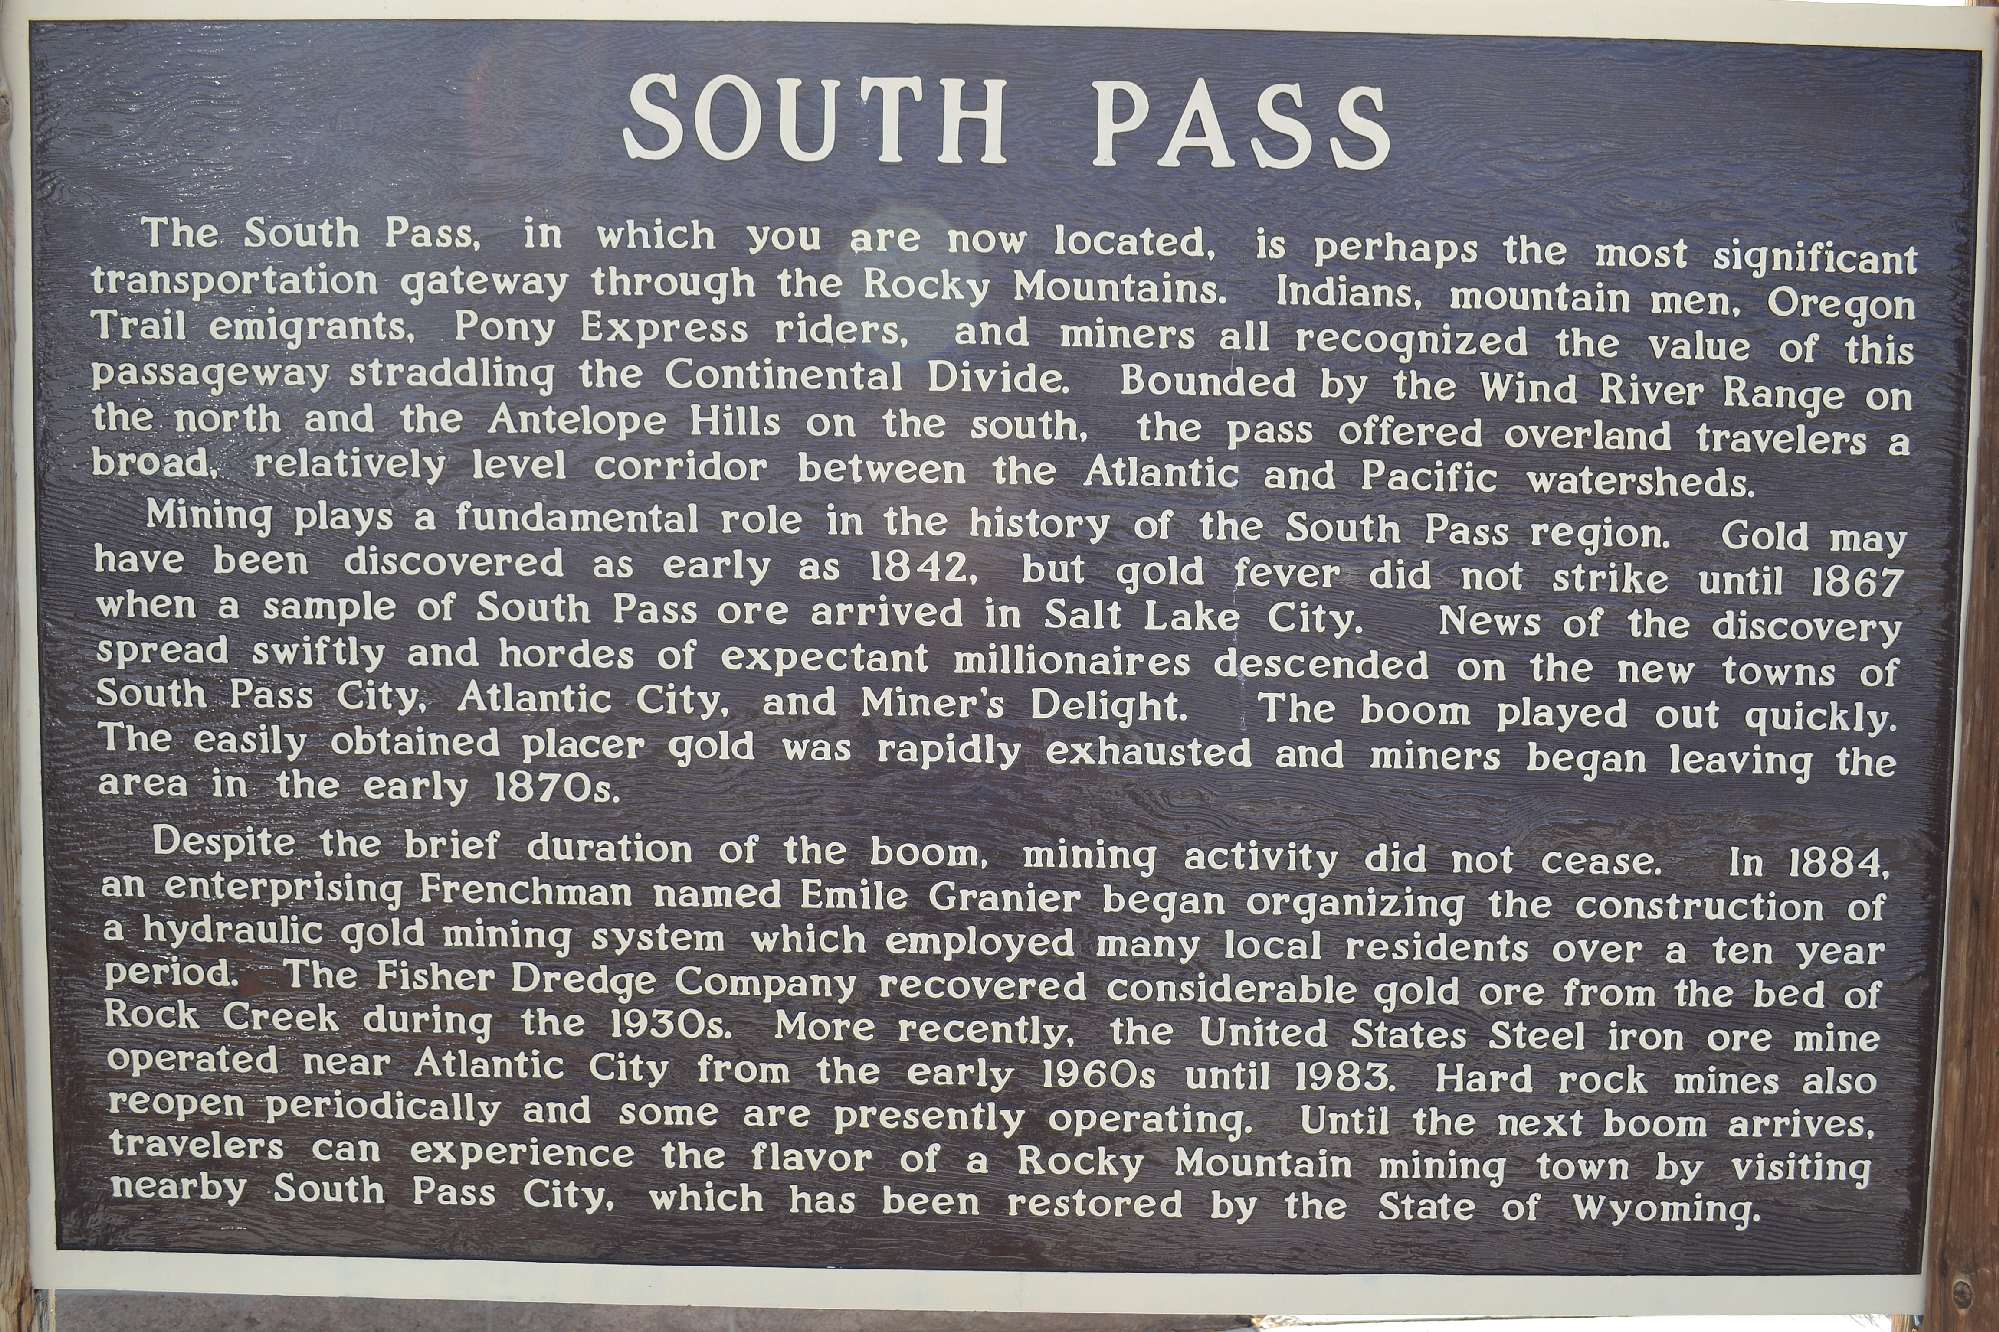 SOUTH PASS
The South Pass, in which you are now located, is perhaps the most significant
transportation gateway through the Rocky Mountains. Indians, mountain men, Oregon
Trail emigrants, Pony Express riders, and miners all recognized the value of this
passageway straddling the Continental Divide. Bounded by the Wind River Range on
the north and the Antelope Hills on the south, the pass offered overland travelers a
broad, relatively level corridor between the Atlantic and Pacific watersheds.
Mining plays a fundamental role in the history of the South Pass region. Gold may
have been discovered as early as 1842, but gold fever did not strike until 1867
when a sample of South Pass ore arrived in Salt Lake City. News of the discovery
spread swiftly and hordes of expectant millionaires descended on the new towns of
South Pass City, Atlantic City, and Miner's Delight. The boom played out quickly.
The easily obtained placer gold was rapidly exhausted and miners began leaving the
area in the early 1870s.
Despite the brief duration of the boom, mining activity did not cease. In 1884,
an enterprising Frenchman named Emile Granier began organizing the construction of
a hydraulic gold mining system which employed many local residents over a ten year
period. The Fisher Dredge Company recovered considerable gold ore from the bed of
Rock Creek during the 1930s. More recently, the United States Steel iron ore mine
operated near Atlantic City from the early 1960s until 1983. Hard rock mines also
reopen periodically and some are presently operating. Until the next boom arrives,
travelers can experience the flavor of a Rocky Mountain mining town by visiting
nearby South Pass City, which has been restored by the State of Wyoming.